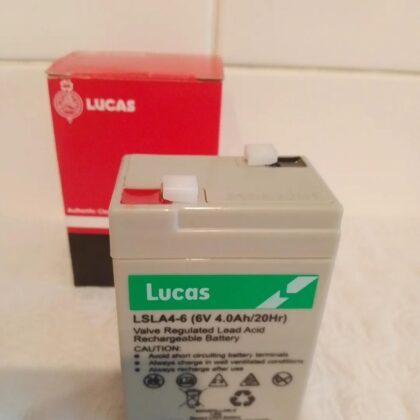 LUCAS
Lucas
LSLA4-6 (6V 4.0Ah/20Hr)
Valve Regulated Lead Acid
Rechargeable Battery
CAUTION:
Avoid short circuiting battery terminals
Always charge in well ventilated conditions
Always recharge after use
Pb